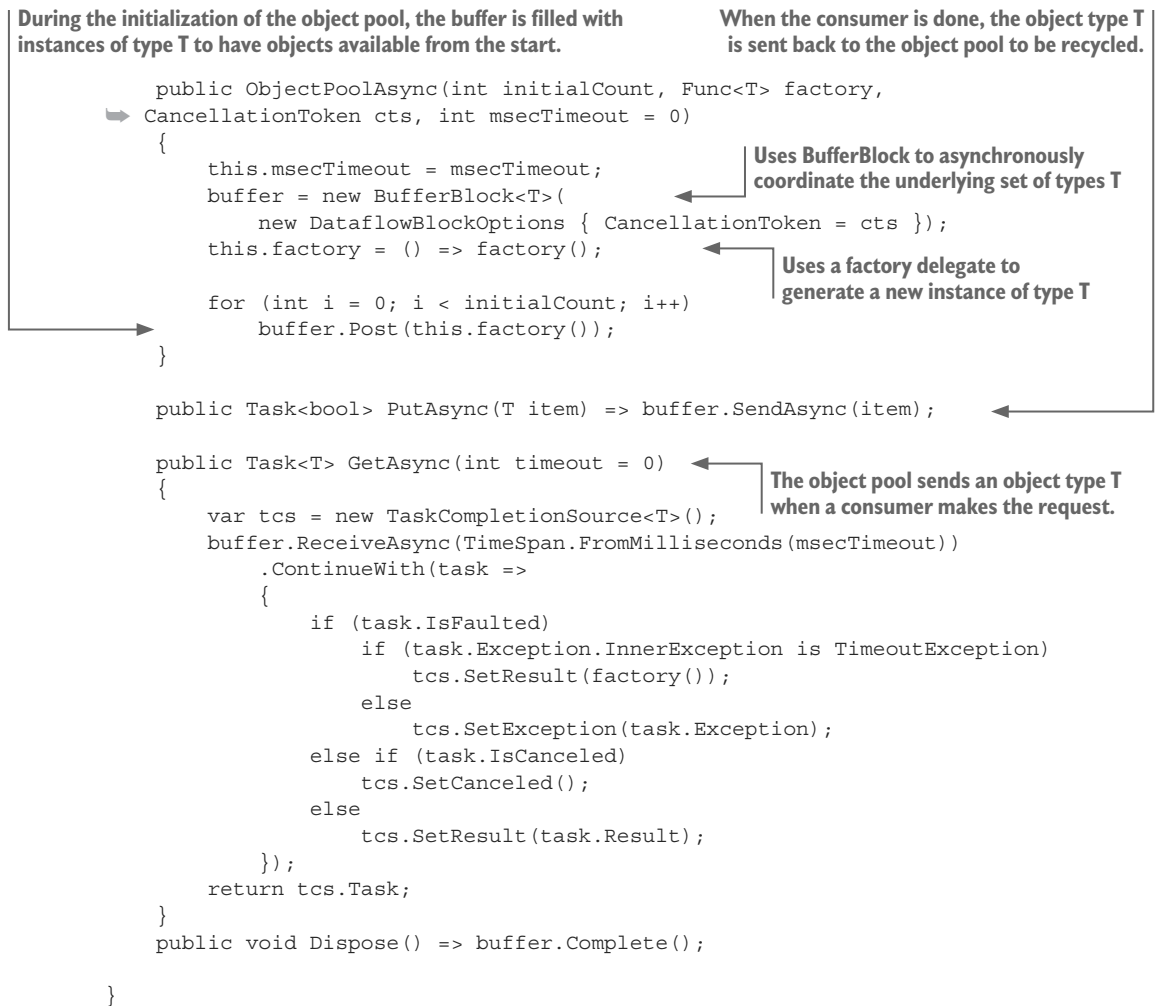 During the initialization of the object pool, the buffer is filled with
instances of type T to have objects available from the start.
When the consumer is done, the object type T
is sent back to the object pool to be recycled.
public ObjectPoolAsync(int initialCount, Func<T> factory,
➥ CancellationToken cts, int msecTimeout = 0)
{
this.msecTimeout = msecTimeout;
buffer = new BufferBlock<T>(
Uses BufferBlock to asynchronously
coordinate the underlying set of types T
new DataflowBlockOptions { CancellationToken = cts });
this.factory = () => factory();
Uses a factory delegate to
generate a new instance of type T
for (int i = 0; i < initialCount; i++)
buffer.Post(this.factory());
}
public Task<bool> PutAsync(T item) => buffer.SendAsync(item);
public Task<T> GetAsync(int timeout = 0)
The object pool sends an object type T
when a consumer makes the request.
{
var tcs = new TaskCompletionSource<T>();
buffer.ReceiveAsync(TimeSpan.FromMilliseconds(msecTimeout))
.ContinueWith(task =>
{
if (task.IsFaulted)
if (task.Exception.InnerException is TimeoutException)
tcs.SetResult(factory());
else
tcs.SetException(task.Exception);
else if (task.IsCanceled)
tcs.SetCanceled();
else
tcs.SetResult(task.Result);
});
return tcs.Task;
}
public void Dispose() => buffer.Complete();
}